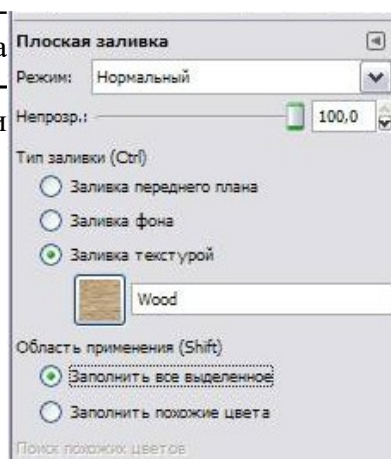 Плоская заливка
Режим: Нормальный
Непрозр.: 100,0
Тип заливки (Ctrl)
Заливка переднего плана
Заливка фона
Заливка текстурой
Wood
Область применения (Shift)
Заполнить все выделенное
Заполнить похожие цвета
Поиск похожих цветов